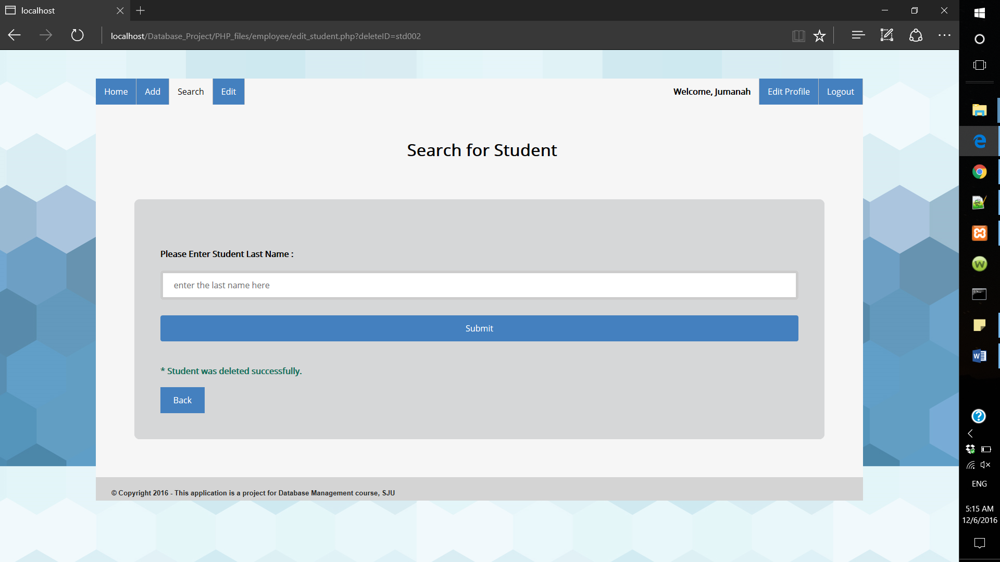 localhost
localhost/Database_Project/PHP_files/employee/edit_student.php?deleteID=std002
Home Add Search Edit Welcome, Jumanah Edit Profile Logout
Search for Student
Please Enter Student Last Name :
enter the last name here
Submit
* Student was deleted successfully.
Back
© Copyright 2016 - This application is a project for Database Management course, SJU
ENG
5:15 AM
12/6/2016